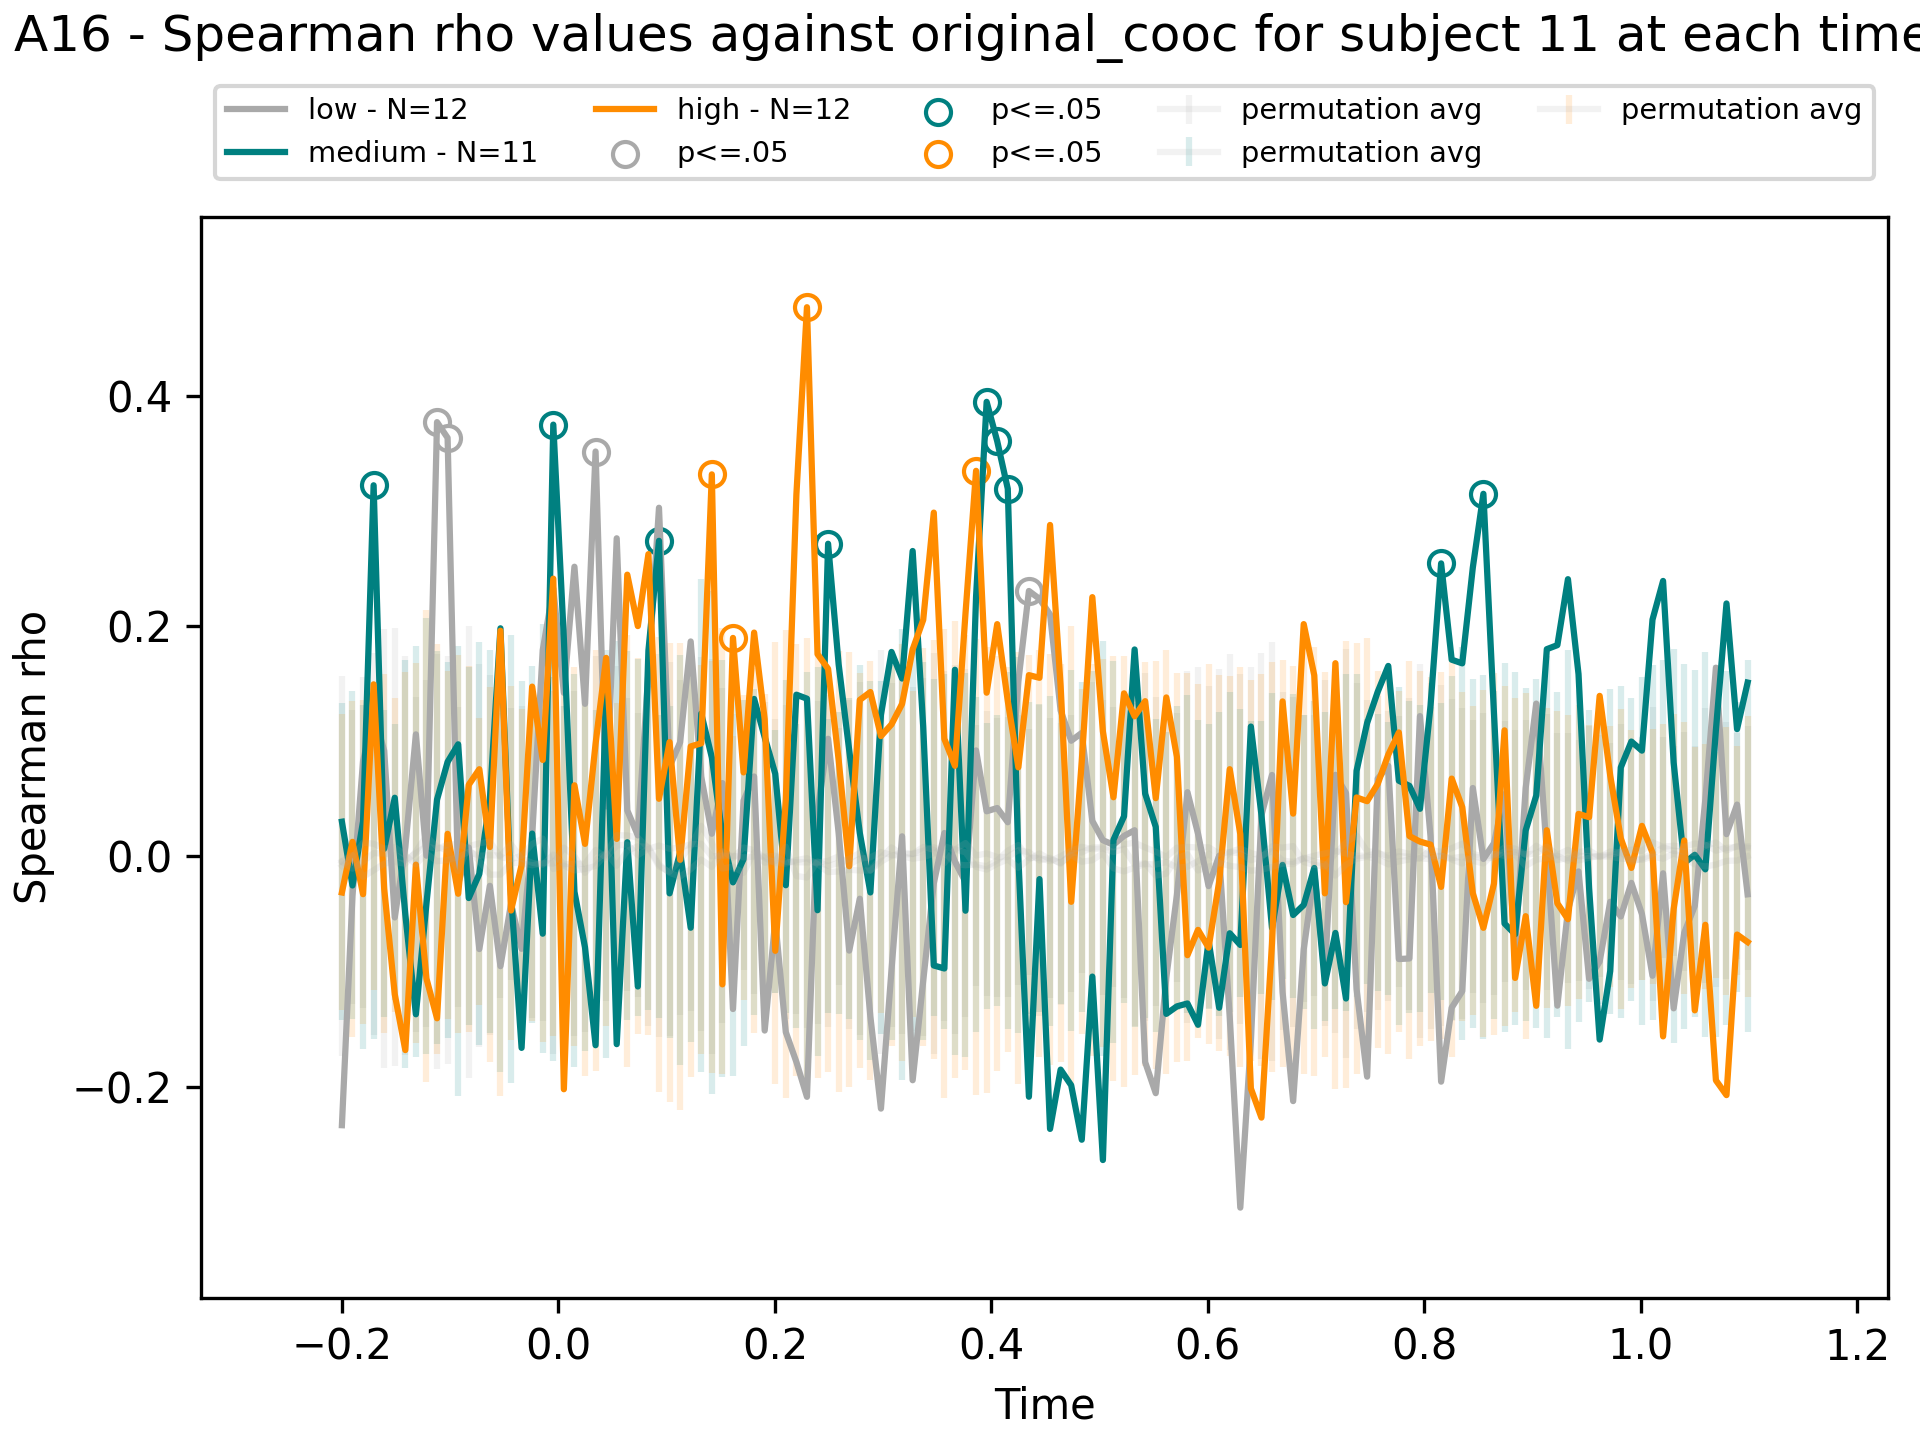 A16 - Spearman rho values against original_cooc for subject 11 at each time
low - N=12
medium - N=11
high - N=12
p<=.05
p<=.05
p<=.05
permutation avg
permutation avg
permutation avg
Spearman rho
0.4
0.2
0.0
−0.2
−0.2 0.0 0.2 0.4 0.6 0.8 1.0 1.2
Time